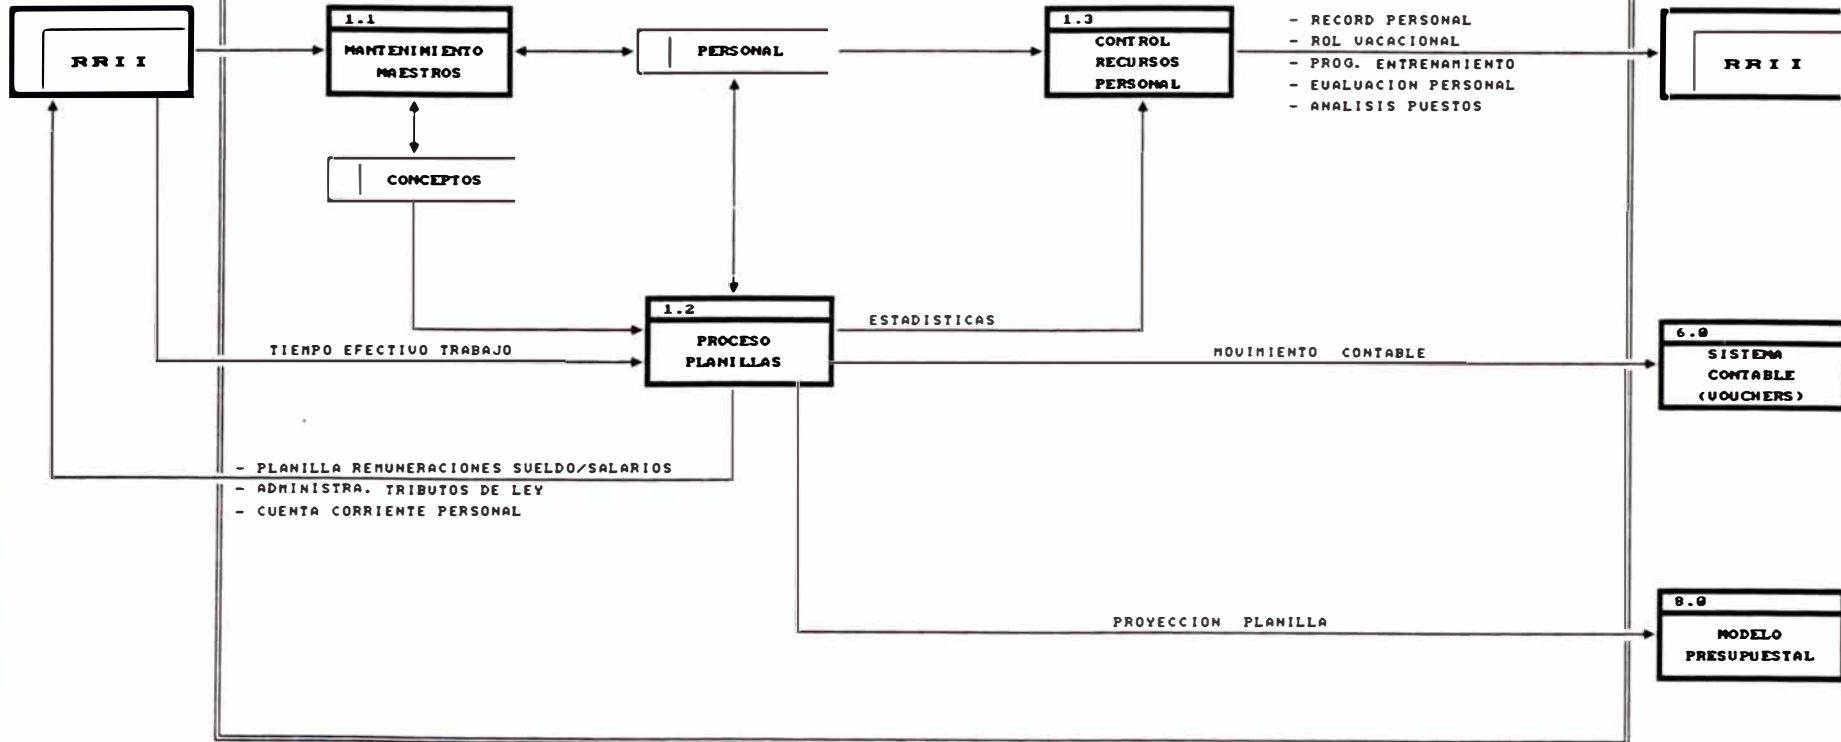 RRII
1.1
MANTENIMIENTO
MAESTROS
PERSONAL
1.3
CONTROL
RECURSOS
PERSONAL
- RECORD PERSONAL
- ROL VACACIONAL
- PROG. ENTRENAMIENTO
- EVALUACION PERSONAL
- ANALISIS PUESTOS
RRII
CONCEPTOS
1.2
PROCESO
PLANILLAS
ESTADISTICAS
TIEMPO EFECTIVO TRABAJO
MOVIMIENTO CONTABLE
6.0
SISTEMA
CONTABLE
(VOUCHERS)
- PLANILLA REMUNERACIONES SUELDO/SALARIOS
- ADMINISTRA. TRIBUTOS DE LEY
- CUENTA CORRIENTE PERSONAL
PROYECCION PLANILLA
8.0
MODELO
PRESUPUESTAL